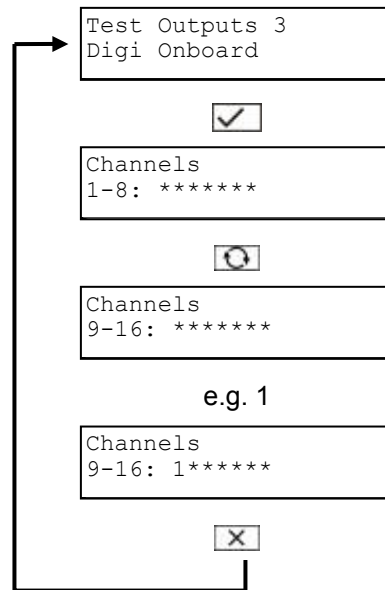 Test Outputs 3
Digi Onboard
Channels
1-8: *******
Channels
9-16: *******
e.g. 1
Channels
9-16: 1******